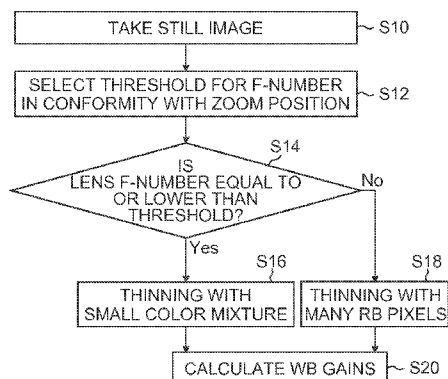 TAKE STILL IMAGE
S10
SELECT THRESHOLD FOR F-NUMBER
IN CONFORMITY WITH ZOOM POSITION
S12
S14
IS
LENS F-NUMBER EQUAL TO
OR LOWER THAN
THRESHOLD?
No
Yes
S16
S18
THINNING WITH
SMALL COLOR MIXTURE
THINNING WITH
MANY RB PIXELS
S20
CALCULATE WB GAINS